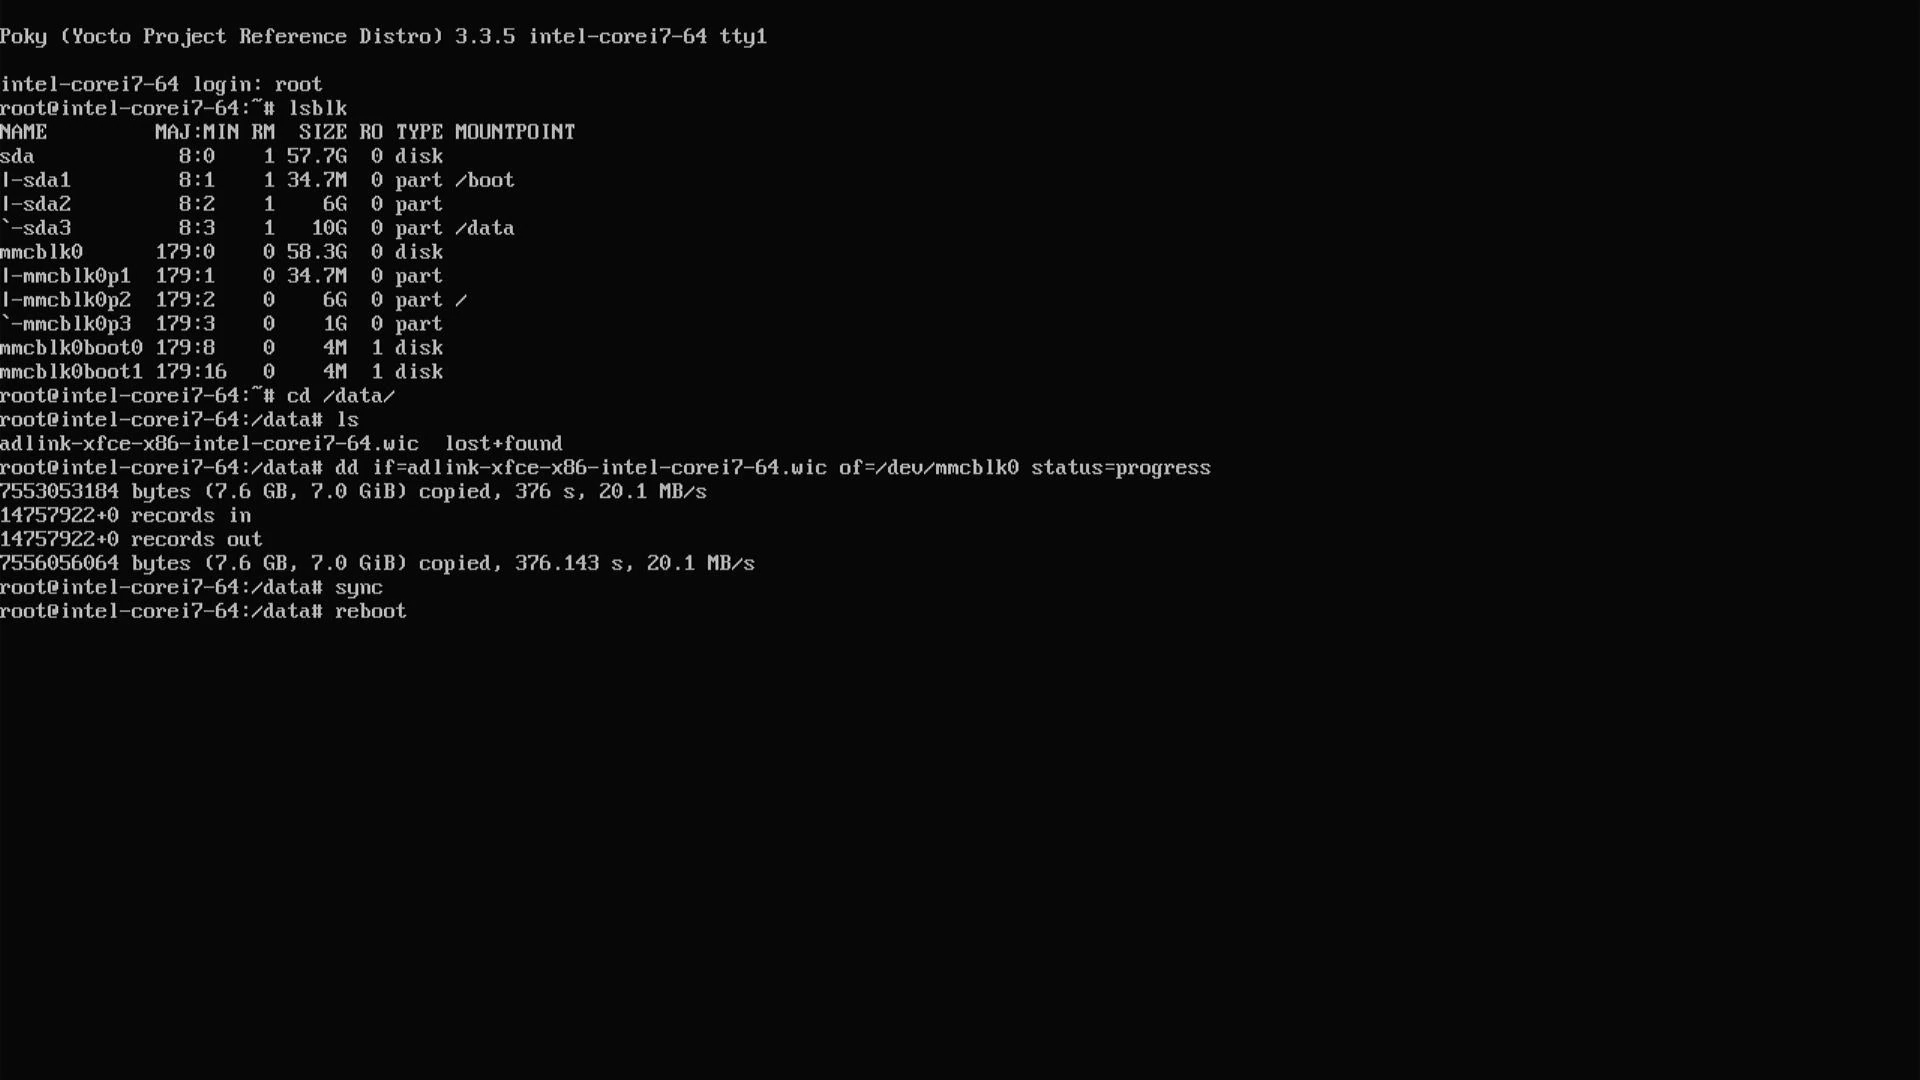 Poky (Yocto Project Reference Distro) 3.3.5 intel-corei7-64 tty1
intel-corei7-64 login: root
root@intel-corei7-64:~# lsblk
NAME         MAJ:MIN RM  SIZE RO TYPE MOUNTPOINT
sda            8:0    1 57.7G  0 disk
|-sda1         8:1    1 34.7M  0 part /boot
|-sda2         8:2    1    6G  0 part
`-sda3         8:3    1   10G  0 part /data
mmcblk0      179:0    0 58.3G  0 disk
|-mmcblk0p1  179:1    0 34.7M  0 part
|-mmcblk0p2  179:2    0    6G  0 part /
`-mmcblk0p3  179:3    0    1G  0 part
mmcblk0boot0 179:8    0    4M  1 disk
mmcblk0boot1 179:16   0    4M  1 disk
root@intel-corei7-64:~# cd /data/
root@intel-corei7-64:/data# ls
adlink-xfce-x86-intel-corei7-64.wic  lost+found
root@intel-corei7-64:/data# dd if=adlink-xfce-x86-intel-corei7-64.wic of=/dev/mmcblk0 status=progress
7553053184 bytes (7.6 GB, 7.0 GiB) copied, 376 s, 20.1 MB/s
14757922+0 records in
14757922+0 records out
7556056064 bytes (7.6 GB, 7.0 GiB) copied, 376.143 s, 20.1 MB/s
root@intel-corei7-64:/data# sync
root@intel-corei7-64:/data# reboot